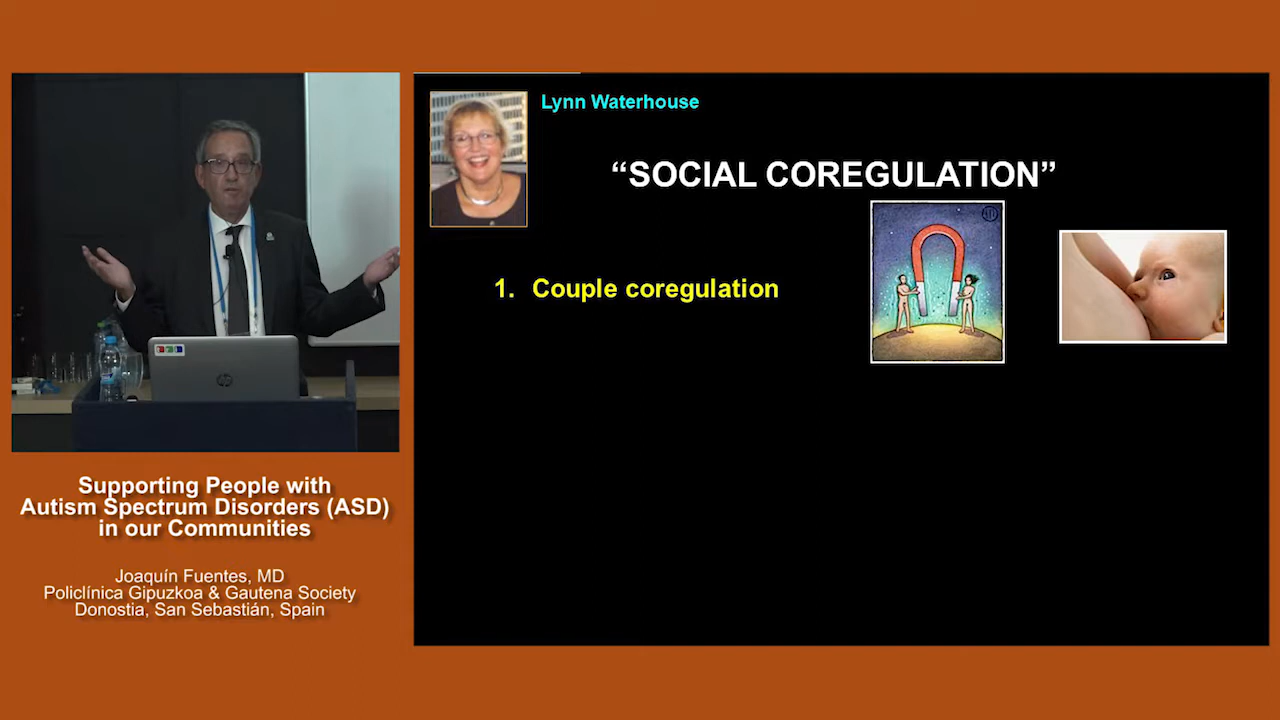 Lynn Waterhouse
“SOCIAL COREGULATION”
1. Couple coregulation
Supporting People with
Autism Spectrum Disorders (ASD)
in our Communities
Joaquín Fuentes, MD
Policlínica Gipuzkoa & Gautena Society
Donostia, San Sebastián, Spain
hp